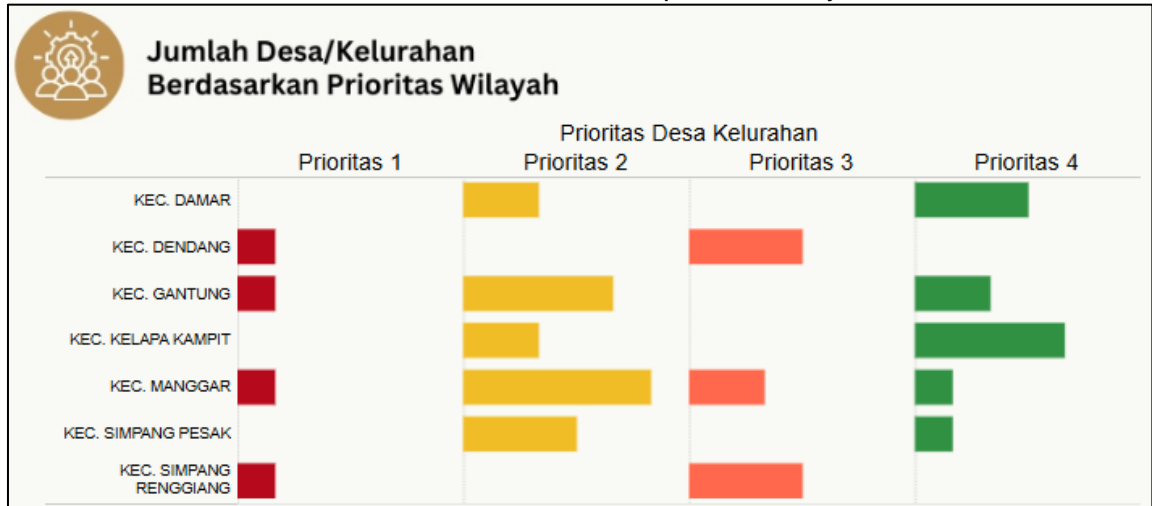 Jumlah Desa/Kelurahan
Berdasarkan Prioritas Wilayah
Prioritas Desa Kelurahan
Prioritas 1 Prioritas 2 Prioritas 3 Prioritas 4
KEC. DAMAR
KEC. DENDANG
KEC. GANTUNG
KEC. KELAPA KAMPIT
KEC. MANGGAR
KEC. SIMPANG PESAK
KEC. SIMPANG
RENGGIANG